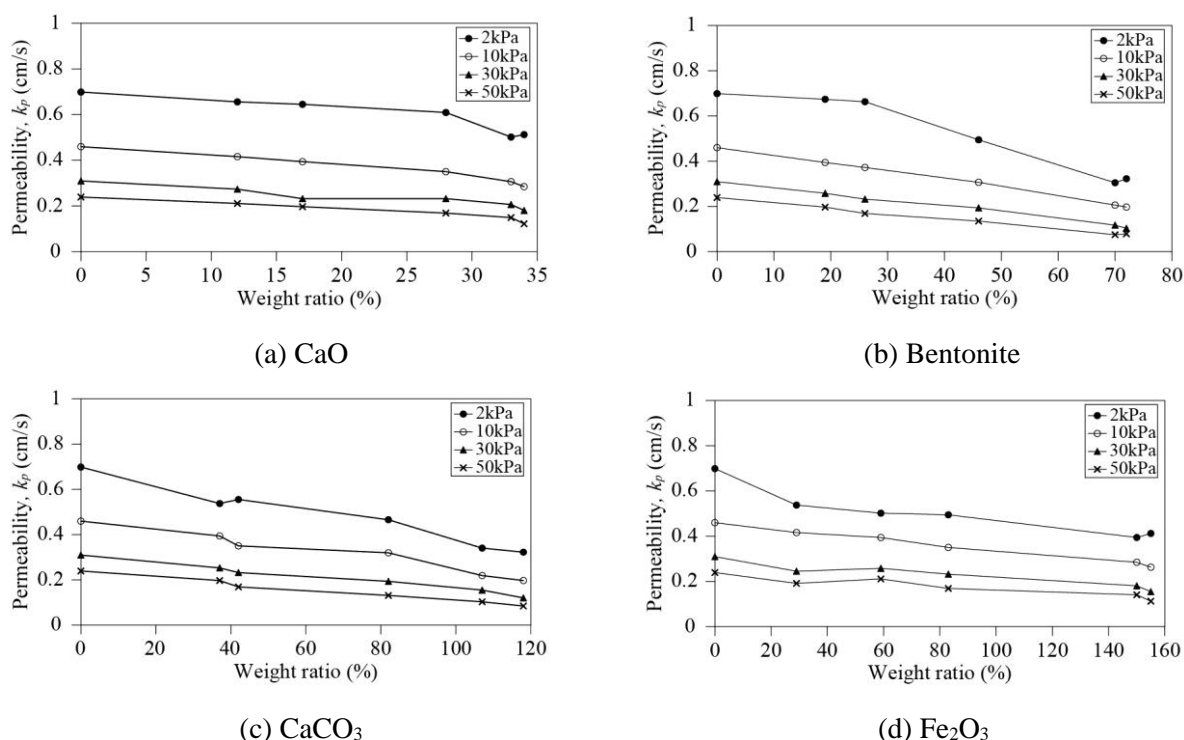 Permeability, kp (cm/s)
1
0.8
0.6
0.4
0.2
0
2kPa
10kPa
30kPa
50kPa
0 5 10 15 20 25 30 35
Weight ratio (%)
(a) CaO
Permeability, kp (cm/s)
1
0.8
0.6
0.4
0.2
0
2kPa
10kPa
30kPa
50kPa
0 10 20 30 40 50 60 70 80
Weight ratio (%)
(b) Bentonite
Permeability, kp (cm/s)
1
0.8
0.6
0.4
0.2
0
2kPa
10kPa
30kPa
50kPa
0 20 40 60 80 100 120
Weight ratio (%)
(c) CaCO₃
Permeability, kp (cm/s)
1
0.8
0.6
0.4
0.2
0
2kPa
10kPa
30kPa
50kPa
0 20 40 60 80 100 120 140 160
Weight ratio (%)
(d) Fe₂O₃